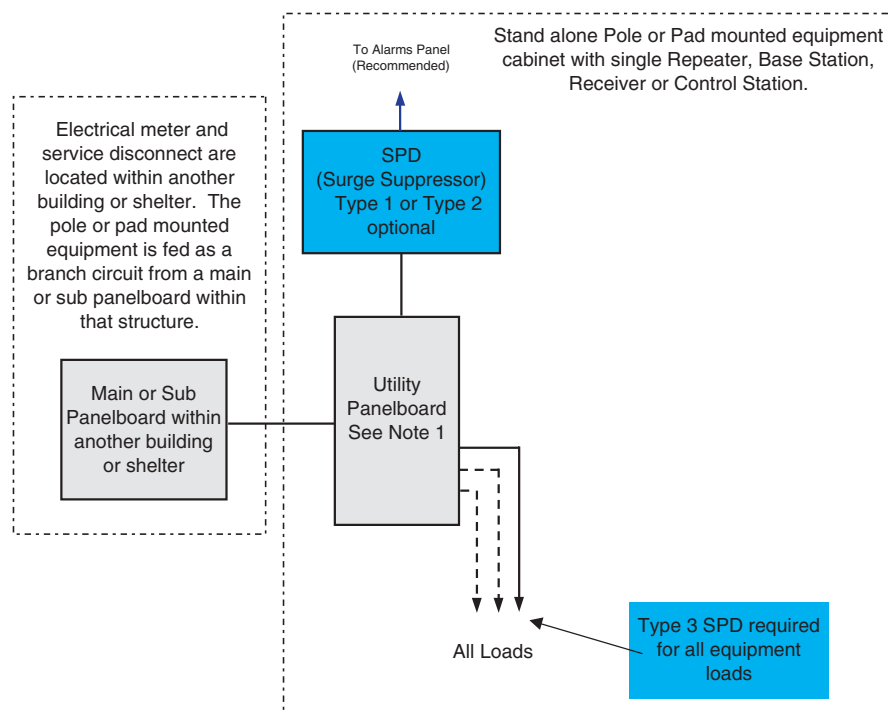 To Alarms Panel
(Recommended)
Stand alone Pole or Pad mounted equipment
cabinet with single Repeater, Base Station,
Receiver or Control Station.
Electrical meter and
service disconnect are
located within another
building or shelter. The
pole or pad mounted
equipment is fed as a
branch circuit from a main
or sub panelboard within
that structure.
SPD
(Surge Suppressor)
Type 1 or Type 2
optional
Main or Sub
Panelboard within
another building
or shelter
Utility
Panelboard
See Note 1
All Loads
Type 3 SPD required
for all equipment
loads